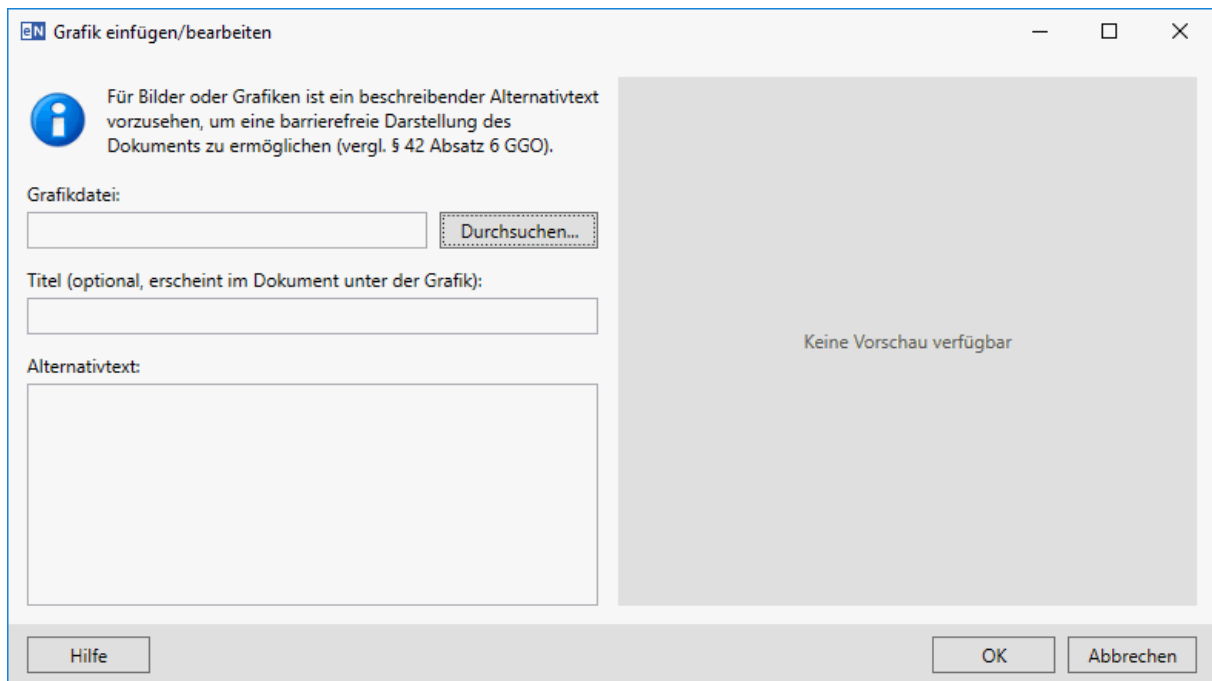 eN Grafik einfügen/bearbeiten
Für Bilder oder Grafiken ist ein beschreibender Alternativtext
vorzusehen, um eine barrierefreie Darstellung des
Dokuments zu ermöglichen (vergl. § 42 Absatz 6 GGO).
Grafikdatei:
Durchsuchen...
Titel (optional, erscheint im Dokument unter der Grafik):
Alternativtext:
Keine Vorschau verfügbar
Hilfe
OK
Abbrechen